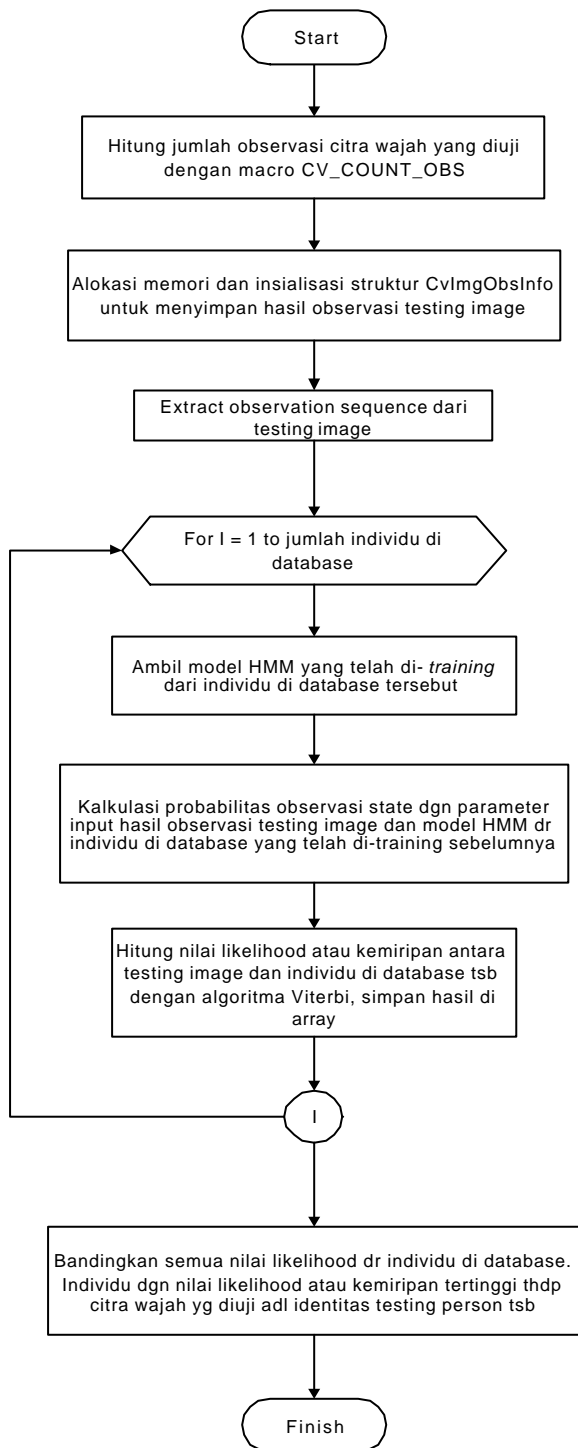 Start
Hitung jumlah observasi citra wajah yang diuji
dengan macro CV_COUNT_OBS
Alokasi memori dan insialisasi struktur CvImgObsInfo
untuk menyimpan hasil observasi testing image
Extract observation sequence dari
testing image
For I = 1 to jumlah individu di
database
Ambil model HMM yang telah di- training
dari individu di database tersebut
Kalkulasi probabilitas observasi state dgn parameter
input hasil observasi testing image dan model HMM dr
individu di database yang telah di-training sebelumnya
Hitung nilai likelihood atau kemiripan antara
testing image dan individu di database tsb
dengan algoritma Viterbi, simpan hasil di
array
I
Bandingkan semua nilai likelihood dr individu di database.
Individu dgn nilai likelihood atau kemiripan tertinggi thdp
citra wajah yg diuji adl identitas testing person tsb
Finish